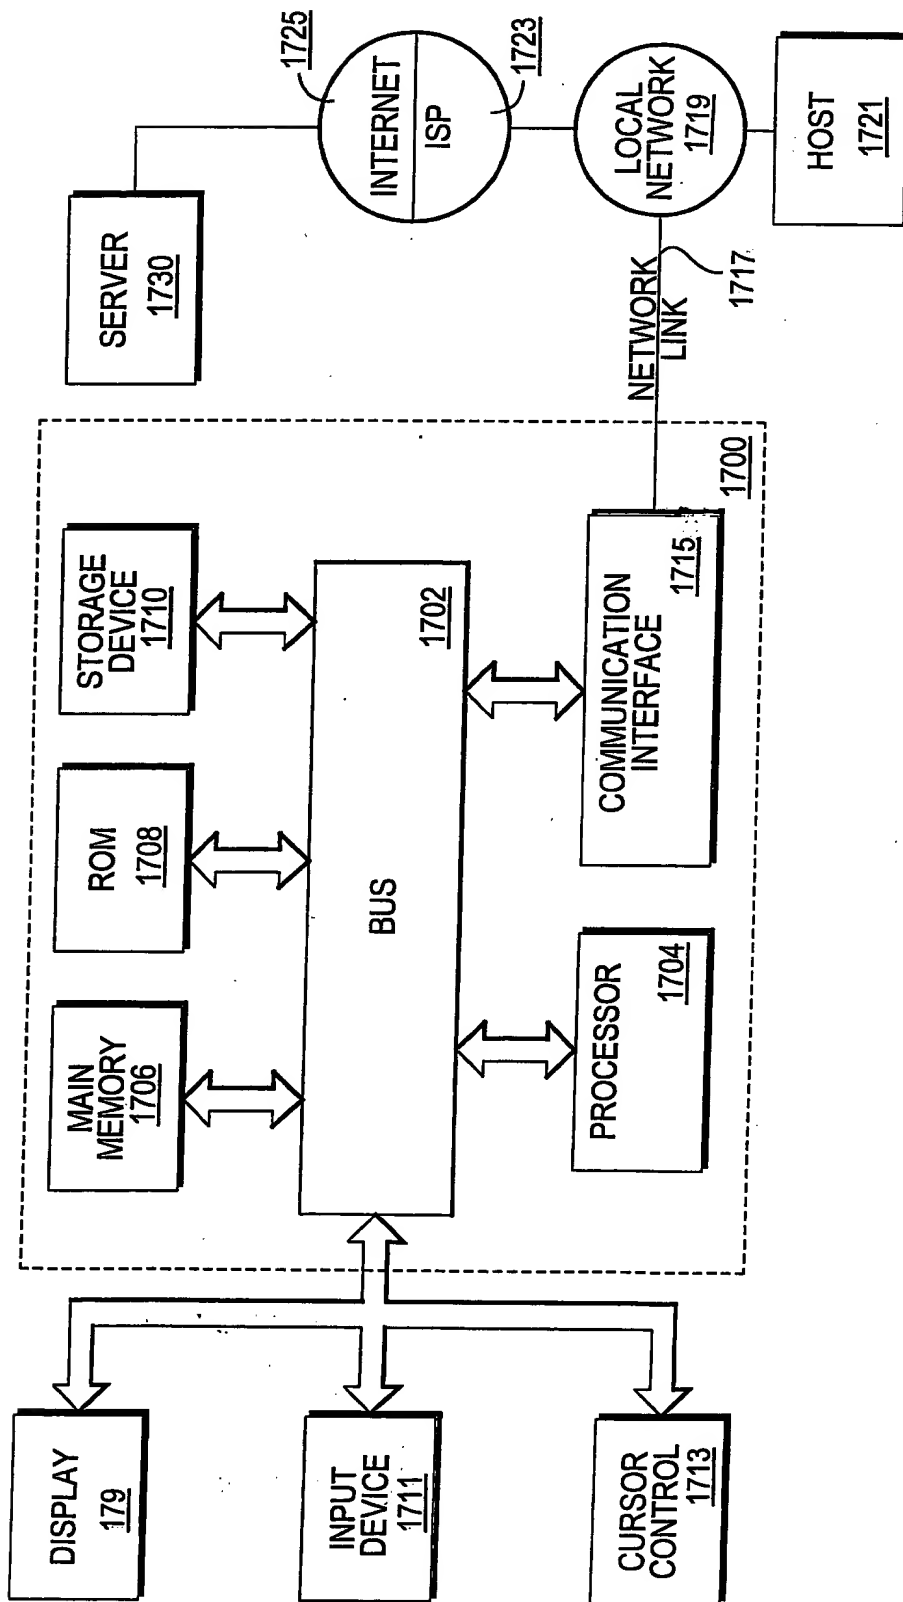 DISPLAY
179
INPUT
DEVICE
1711
CURSOR
CONTROL
1713
MAIN
MEMORY
1706
ROM
1708
STORAGE
DEVICE
1710
BUS
1702
PROCESSOR
1704
COMMUNICATION
INTERFACE
1715
1700
SERVER
1730
NETWORK
LINK
1717
INTERNET
1725
ISP
1723
LOCAL
NETWORK
1719
HOST
1721